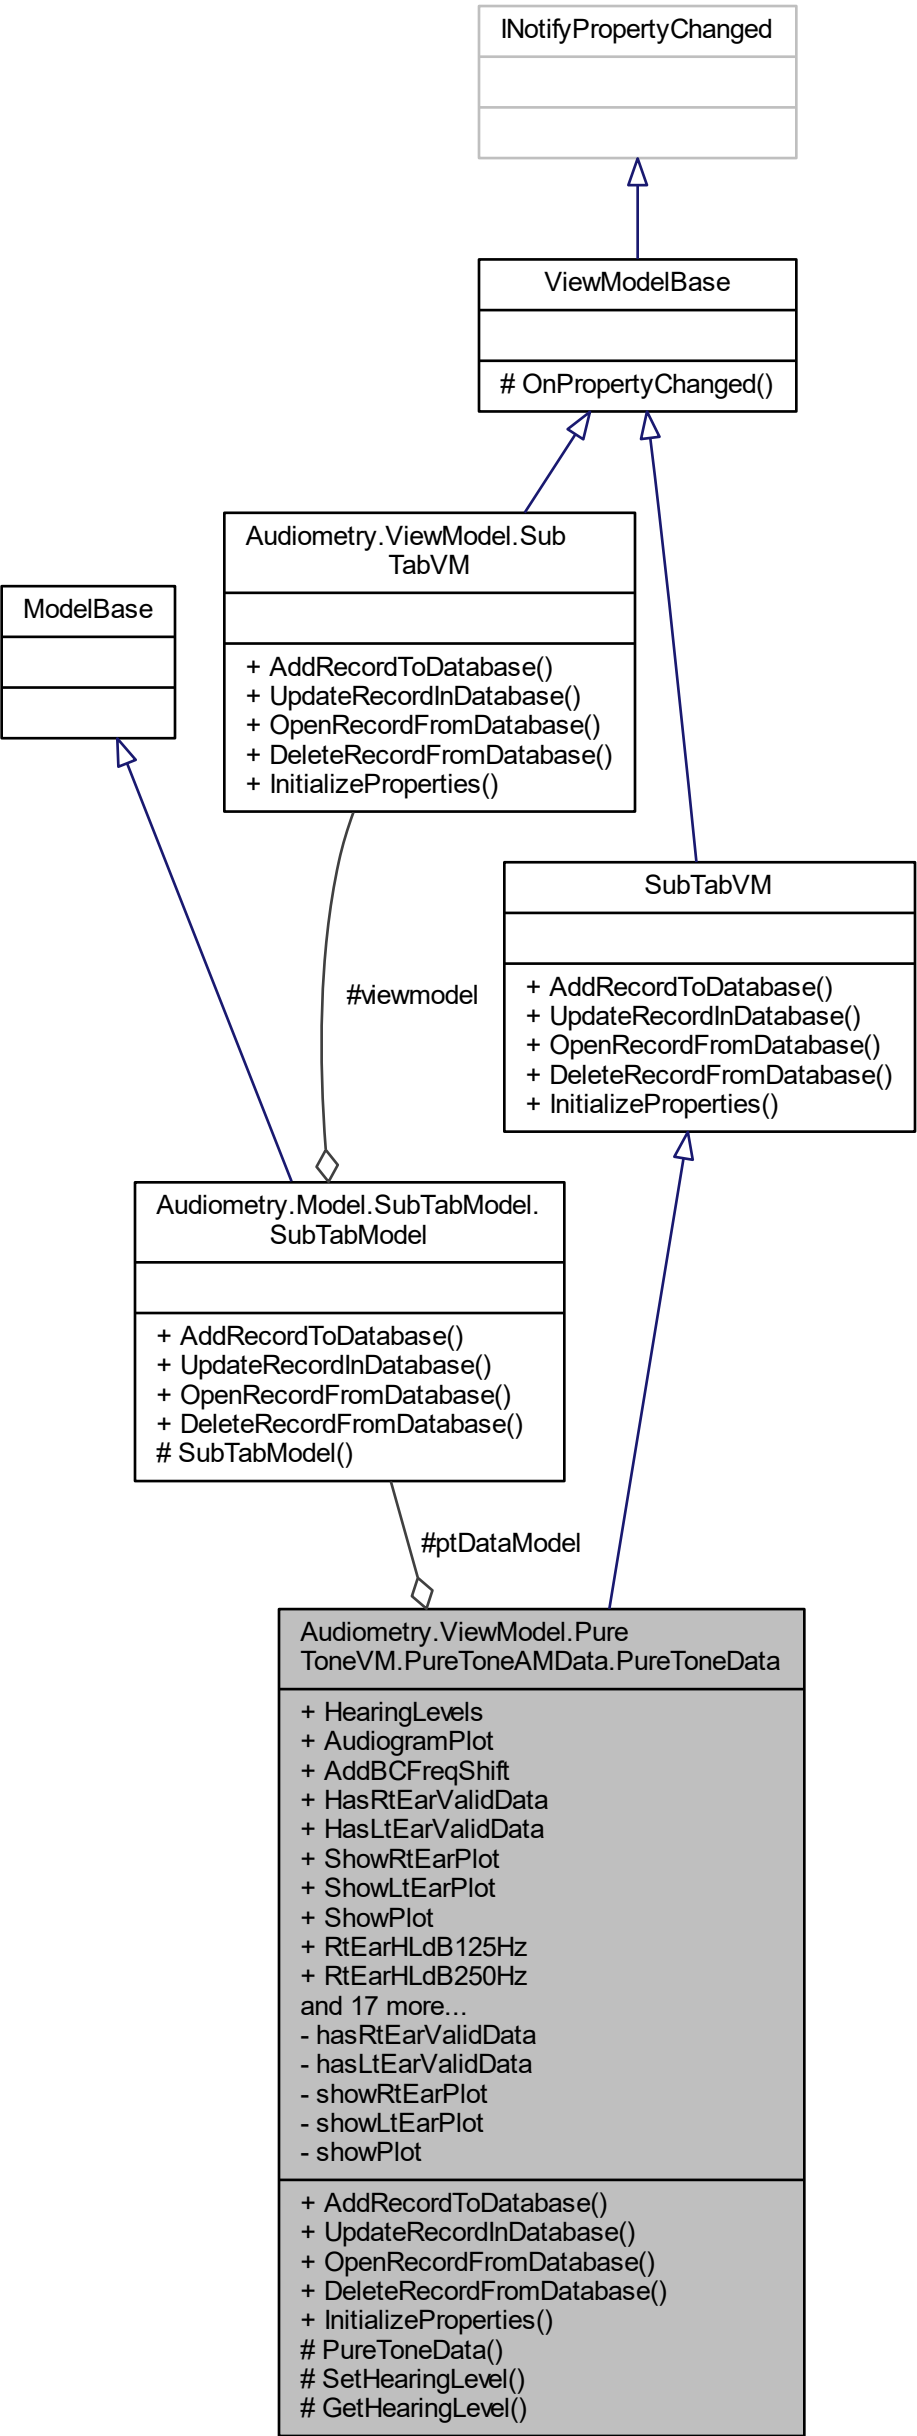 INotifyPropertyChanged
ViewModelBase
# OnPropertyChanged()
Audiometry.ViewModel.Sub
TabVM
+ AddRecordToDatabase()
+ UpdateRecordInDatabase()
+ OpenRecordFromDatabase()
+ DeleteRecordFromDatabase()
+ InitializeProperties()
ModelBase
SubTabVM
+ AddRecordToDatabase()
+ UpdateRecordInDatabase()
+ OpenRecordFromDatabase()
+ DeleteRecordFromDatabase()
+ InitializeProperties()
#viewmodel
Audiometry.Model.SubTabModel.
SubTabModel
+ AddRecordToDatabase()
+ UpdateRecordInDatabase()
+ OpenRecordFromDatabase()
+ DeleteRecordFromDatabase()
# SubTabModel()
#ptDataModel
Audiometry.ViewModel.Pure
ToneVM.PureToneAMData.PureToneData
+ HearingLevels
+ AudiogramPlot
+ AddBCFreqShift
+ HasRtEarValidData
+ HasLtEarValidData
+ ShowRtEarPlot
+ ShowLtEarPlot
+ ShowPlot
+ RtEarHLdB125Hz
+ RtEarHLdB250Hz
and 17 more...
- hasRtEarValidData
- hasLtEarValidData
- showRtEarPlot
- showLtEarPlot
- showPlot
+ AddRecordToDatabase()
+ UpdateRecordInDatabase()
+ OpenRecordFromDatabase()
+ DeleteRecordFromDatabase()
+ InitializeProperties()
# PureToneData()
# SetHearingLevel()
# GetHearingLevel()